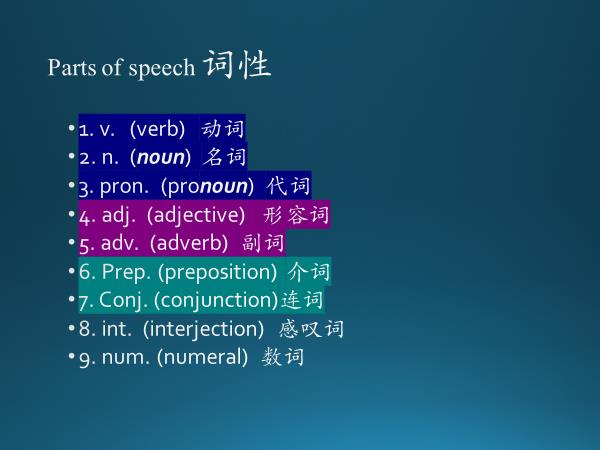 Parts of speech 词性
• 1. v. (verb) 动词
• 2. n. (noun) 名词
• 3. pron. (pronoun) 代词
• 4. adj. (adjective) 形容词
• 5. adv. (adverb) 副词
• 6. Prep. (preposition) 介词
• 7. Conj. (conjunction)连词
• 8. int. (interjection) 感叹词
• 9. num. (numeral) 数词